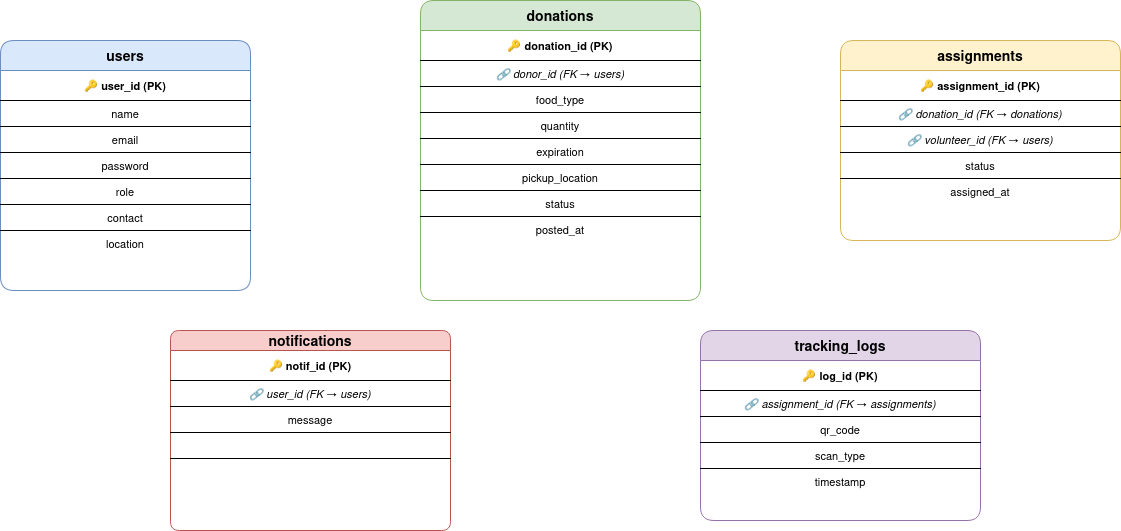 users
🔑 user_id (PK)
name
email
password
role
contact
location
donations
🔑 donation_id (PK)
🔗 donor_id (FK → users)
food_type
quantity
expiration
pickup_location
status
posted_at
assignments
🔑 assignment_id (PK)
🔗 donation_id (FK → donations)
🔗 volunteer_id (FK → users)
status
assigned_at
notifications
🔑 notif_id (PK)
🔗 user_id (FK → users)
message
tracking_logs
🔑 log_id (PK)
🔗 assignment_id (FK → assignments)
qr_code
scan_type
timestamp